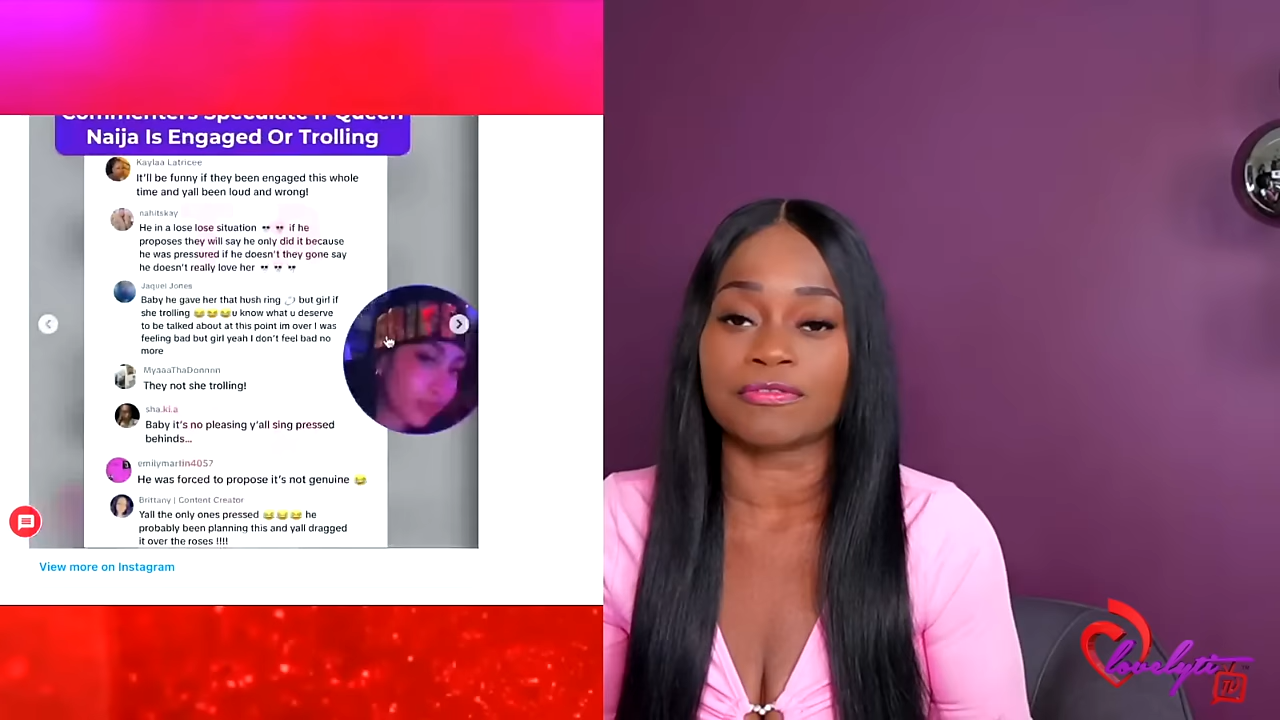 Commenters Speculate If Queen
Naija Is Engaged Or Trolling
Kaylaa Latricee
It'll be funny if they been engaged this whole
time and yall been loud and wrong!
nahitskay
He in a lose lose situation 💀 💀 if he
proposes they will say he only did it because
he was pressured if he doesn't they gone say
he doesn't really love her 💀 💀 💀
Jaquel Jones
Baby he gave her that hush ring 💍 but girl if
she trolling 😂😂😂u know what u deserve
to be talked about at this point im over I was
feeling bad but girl yeah I don't feel bad no
more
MyaaaThaDonnnn
They not she trolling!
sha.ki.a
Baby it's no pleasing y'all sing pressed
behinds...
emilymartin4057
He was forced to propose it's not genuine 😂
Brittany | Content Creator
Yall the only ones pressed 😂😂😂 he
probably been planning this and yall dragged
it over the roses !!!!
View more on Instagram
lovelyti
TV